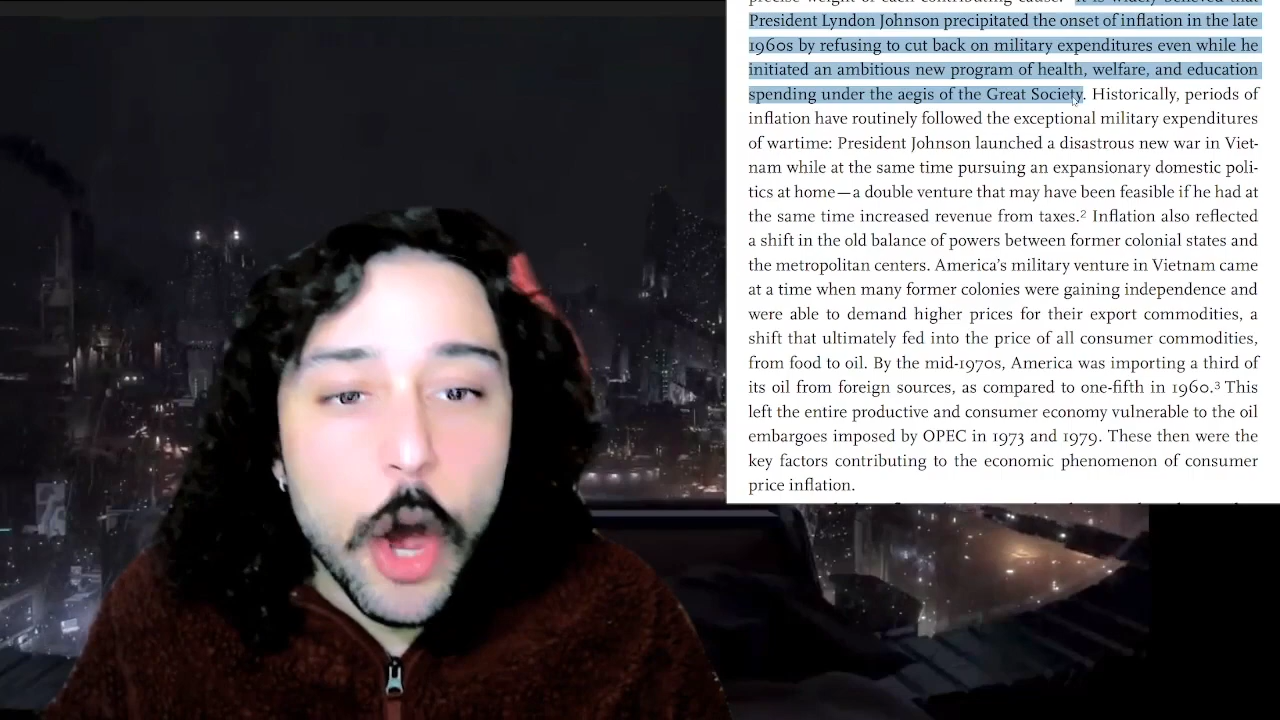 precise weight of each contributing cause. It is widely believed that
President Lyndon Johnson precipitated the onset of inflation in the late
1960s by refusing to cut back on military expenditures even while he
initiated an ambitious new program of health, welfare, and education
spending under the aegis of the Great Society. Historically, periods of
inflation have routinely followed the exceptional military expenditures
of wartime: President Johnson launched a disastrous new war in Viet-
nam while at the same time pursuing an expansionary domestic poli-
tics at home—a double venture that may have been feasible if he had at
the same time increased revenue from taxes.² Inflation also reflected
a shift in the old balance of powers between former colonial states and
the metropolitan centers. America's military venture in Vietnam came
at a time when many former colonies were gaining independence and
were able to demand higher prices for their export commodities, a
shift that ultimately fed into the price of all consumer commodities,
from food to oil. By the mid-1970s, America was importing a third of
its oil from foreign sources, as compared to one-fifth in 1960.³ This
left the entire productive and consumer economy vulnerable to the oil
embargoes imposed by OPEC in 1973 and 1979. These then were the
key factors contributing to the economic phenomenon of consumer
price inflation.